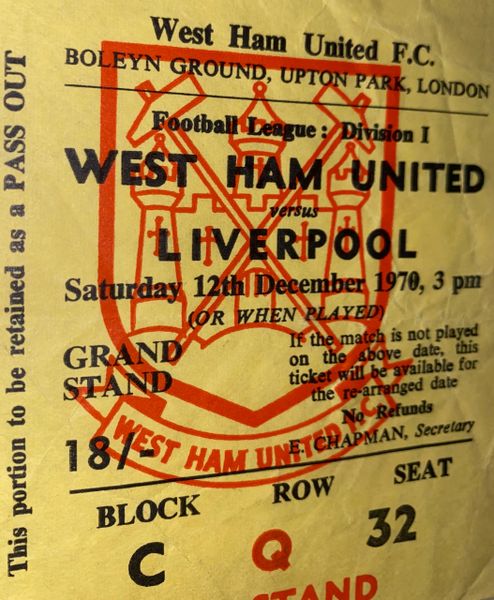 West Ham United F.C.
BOLEYN GROUND, UPTON PARK, LONDON
Football League: Division I
WEST HAM UNITED
versus
LIVERPOOL
Saturday 12th December 1970, 3 pm
(OR WHEN PLAYED)
GRAND
STAND
18/-
If the match is not played
on the above date, this
ticket will be available for
the re-arranged date
No Refunds
E. CHAPMAN, Secretary
WEST HAM UNITED F.C.
BLOCK
ROW
SEAT
C
Q
32
STAND
This portion to be retained as a PASS OUT